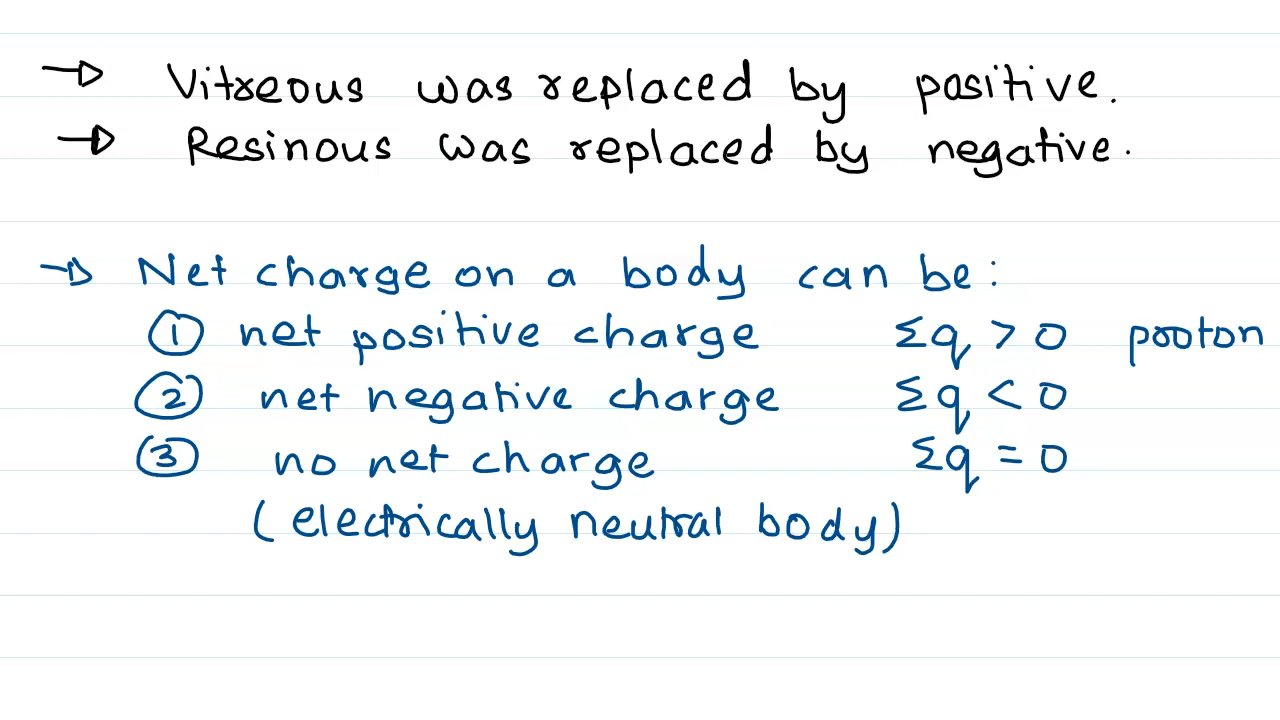 → Vitreous was replaced by positive.
→ Resinous was replaced by negative.
→ Net charge on a body can be:
① net positive charge Σq > 0 proton
② net negative charge Σq < 0
③ no net charge Σq = 0
(electrically neutral body)